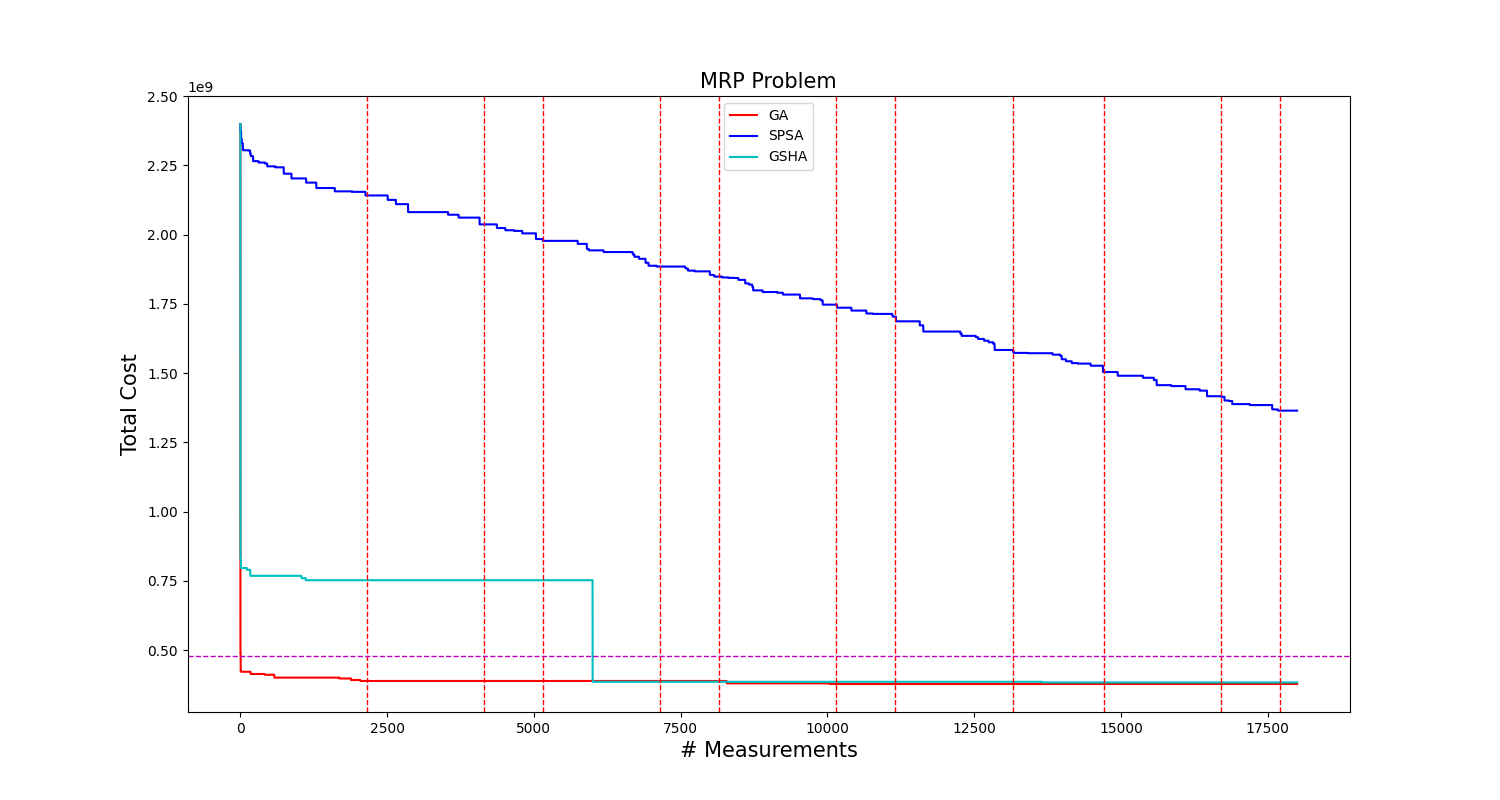 MRP Problem
1e9
2.50
2.25
2.00
1.75
1.50
1.25
1.00
0.75
0.50
Total Cost
GA
SPSA
GSHA
0 2500 5000 7500 10000 12500 15000 17500
# Measurements